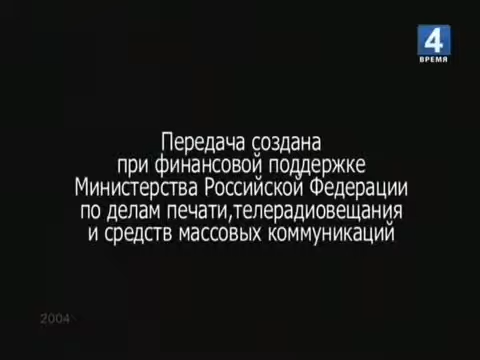 4
ВРЕМЯ
Передача создана
при финансовой поддержке
Министерства Российской Федерации
по делам печати,телерадиовещания
и средств массовых коммуникаций
2004